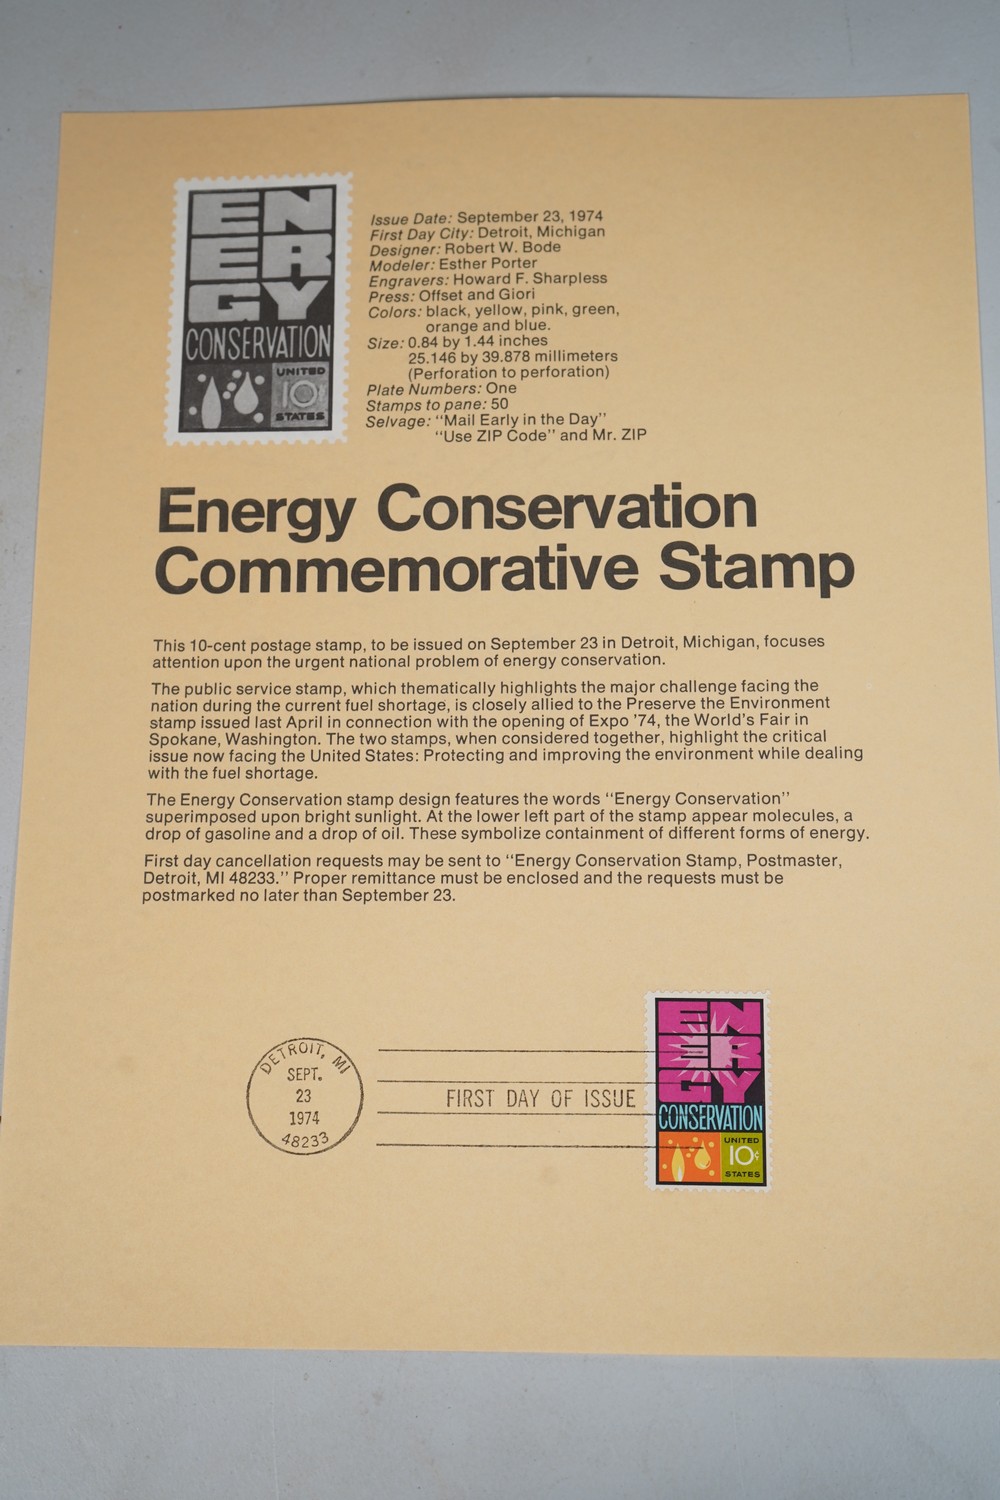 EN
ER
GY
CONSERVATION
UNITED
10¢
STATES
Issue Date: September 23, 1974
First Day City: Detroit, Michigan
Designer: Robert W. Bode
Modeler: Esther Porter
Engravers: Howard F. Sharpless
Press: Offset and Giori
Colors: black, yellow, pink, green,
orange and blue.
Size: 0.84 by 1.44 inches
25.146 by 39.878 millimeters
(Perforation to perforation)
Plate Numbers: One
Stamps to pane: 50
Selvage: "Mail Early in the Day"
"Use ZIP Code" and Mr. ZIP
Energy Conservation
Commemorative Stamp
This 10-cent postage stamp, to be issued on September 23 in Detroit, Michigan, focuses
attention upon the urgent national problem of energy conservation.
The public service stamp, which thematically highlights the major challenge facing the
nation during the current fuel shortage, is closely allied to the Preserve the Environment
stamp issued last April in connection with the opening of Expo '74, the World's Fair in
Spokane, Washington. The two stamps, when considered together, highlight the critical
issue now facing the United States: Protecting and improving the environment while dealing
with the fuel shortage.
The Energy Conservation stamp design features the words "Energy Conservation"
superimposed upon bright sunlight. At the lower left part of the stamp appear molecules, a
drop of gasoline and a drop of oil. These symbolize containment of different forms of energy.
First day cancellation requests may be sent to "Energy Conservation Stamp, Postmaster,
Detroit, MI 48233." Proper remittance must be enclosed and the requests must be
postmarked no later than September 23.
DETROIT, MI
SEPT.
23
1974
48233
FIRST DAY OF ISSUE
EN
ER
GY
CONSERVATION
UNITED
10¢
STATES